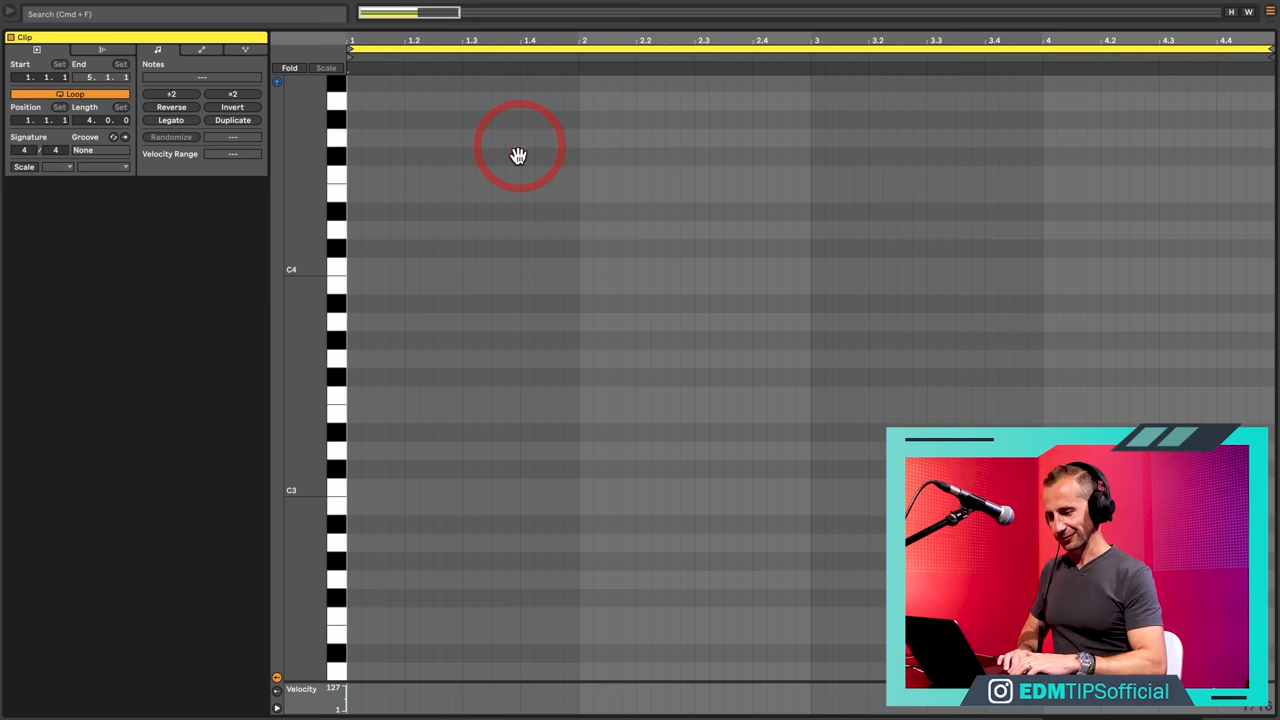 Search (Cmd + F)
H W
Clip
Start Set End Set Notes
1. 1. 1 5. 1. 1 ---
Loop +2 ×2
Position Set Length Set Reverse Invert
1. 1. 1 4. 0. 0 Legato Duplicate
Signature Groove Randomize ---
4 / 4 None Velocity Range ---
Scale
1 1.2 1.3 1.4 2 2.2 2.3 2.4 3 3.2 3.3 3.4 4 4.2 4.3 4.4
Fold Scale
C4
C3
Velocity 127
1
EDMTIPSofficial
1/16